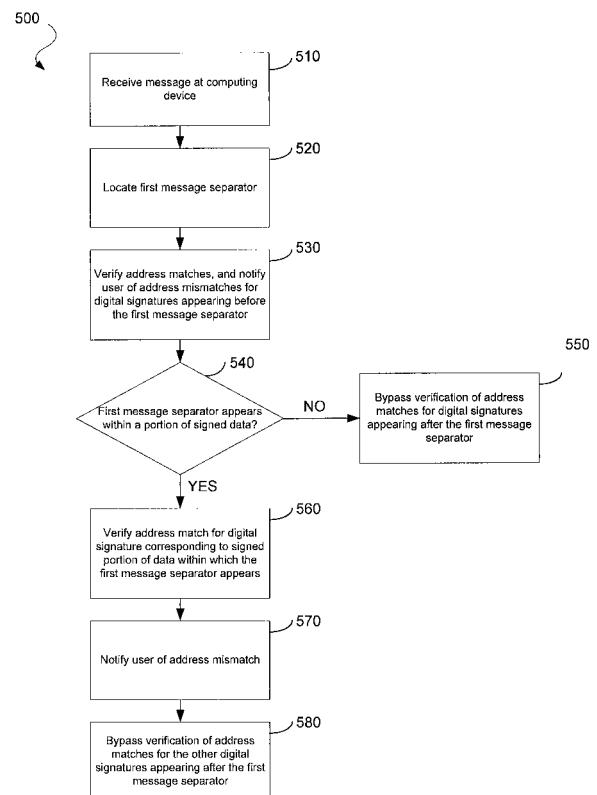 500
510
Receive message at computing
device
520
Locate first message separator
530
Verify address matches, and notify
user of address mismatches for
digital signatures appearing before
the first message separator
540
First message separator appears
within a portion of signed data?
NO
550
Bypass verification of address
matches for digital signatures
appearing after the first message
separator
YES
560
Verify address match for digital
signature corresponding to signed
portion of data within which the
first message separator appears
570
Notify user of address mismatch
580
Bypass verification of address
matches for the other digital
signatures appearing after the first
message separator